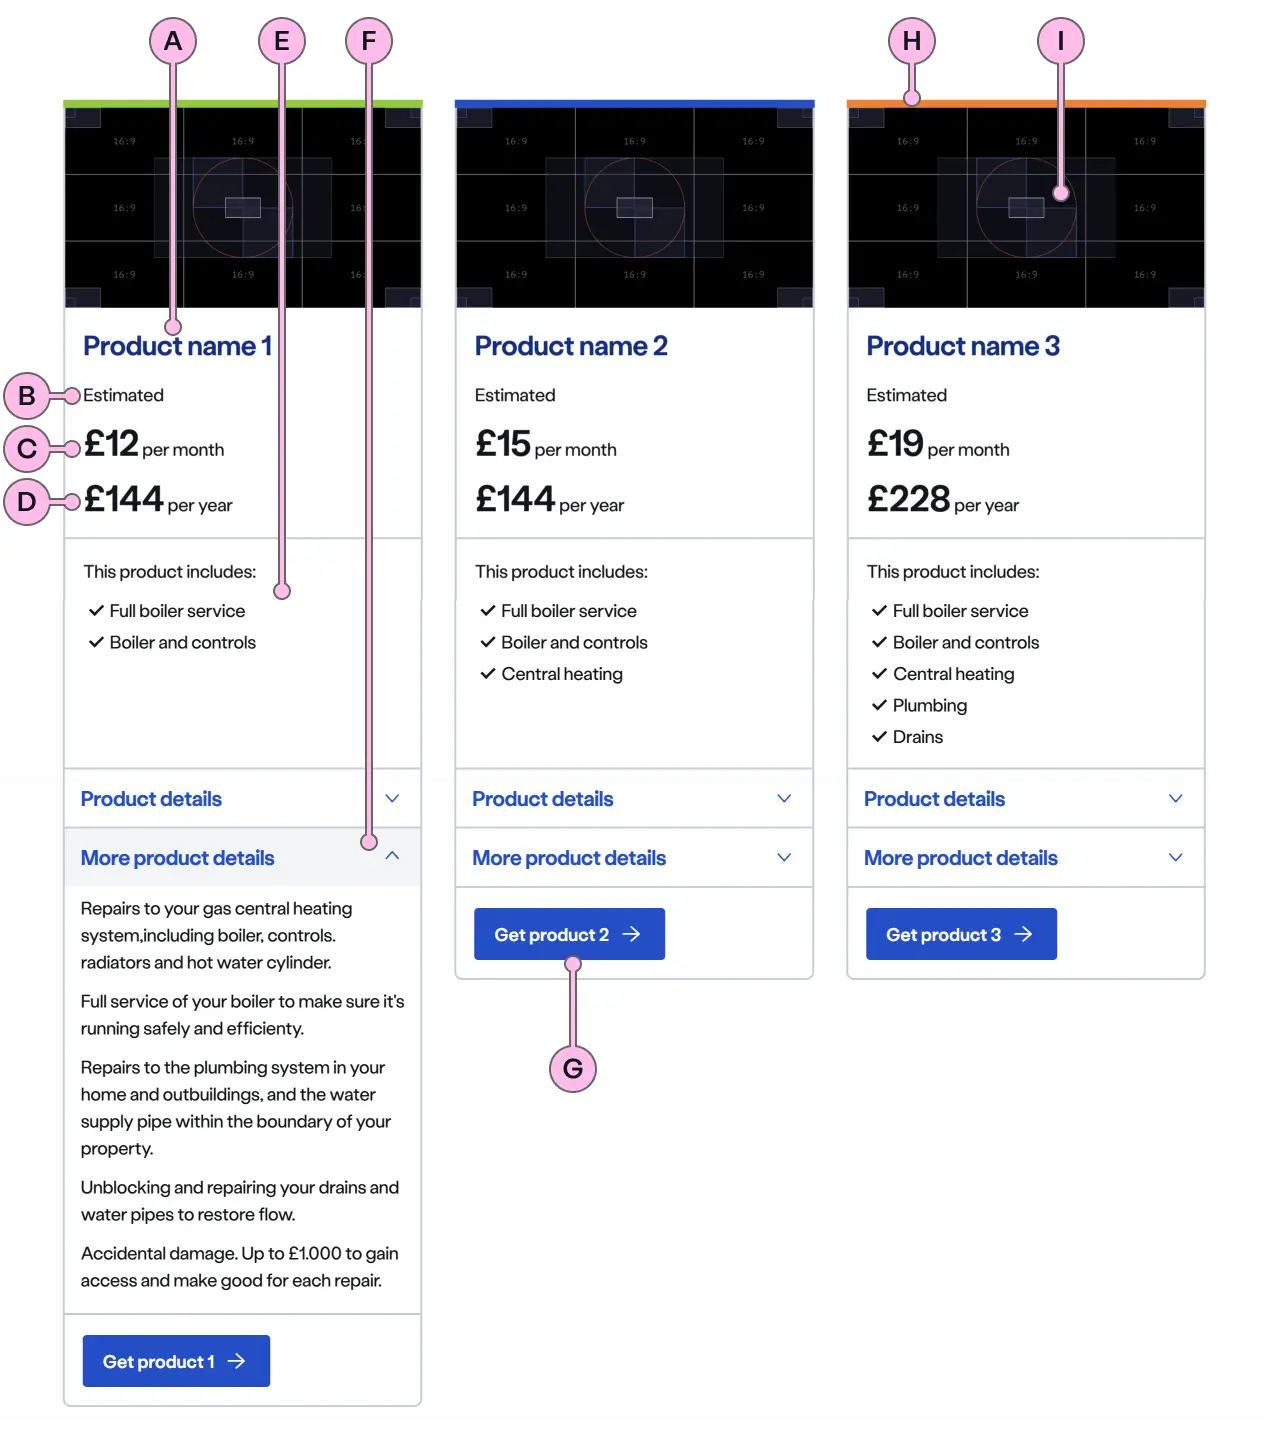 A E F H I
16:9 16:9 16:9
16:9 16:9 16:9
16:9 16:9 16:
16:9 16:9 16:9
16:9 16:9 16:9
16:9 16:9 16:9
16:9 16:9 16:9
16:9 16:9 16:9
16:9 16:9 16:9
Product name 1
B Estimated
C £12 per month
D £144 per year
This product includes:
Full boiler service
Boiler and controls
Product details
More product details
Repairs to your gas central heating
system,including boiler, controls.
radiators and hot water cylinder.
Full service of your boiler to make sure it's
running safely and efficienty.
Repairs to the plumbing system in your
home and outbuildings, and the water
supply pipe within the boundary of your
property.
Unblocking and repairing your drains and
water pipes to restore flow.
Accidental damage. Up to £1.000 to gain
access and make good for each repair.
Get product 1
Product name 2
Estimated
£15 per month
£144 per year
This product includes:
Full boiler service
Boiler and controls
Central heating
Product details
More product details
Get product 2
G
Product name 3
Estimated
£19 per month
£228 per year
This product includes:
Full boiler service
Boiler and controls
Central heating
Plumbing
Drains
Product details
More product details
Get product 3